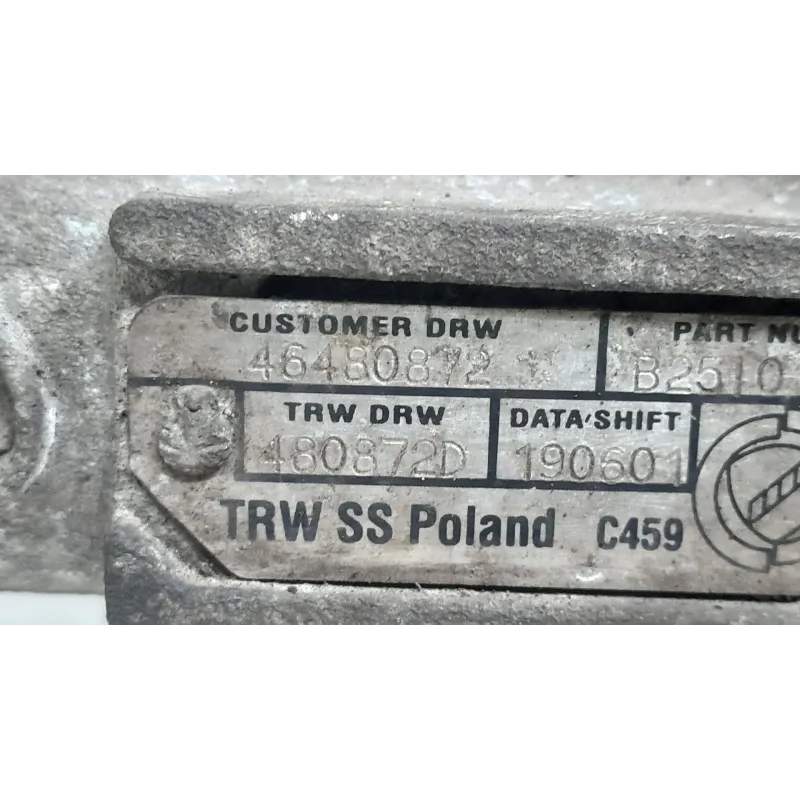 CUSTOMER DRW PART NU
46480872 B2510
TRW DRW DATA/SHIFT
480872D 190601
TRW SS Poland C459